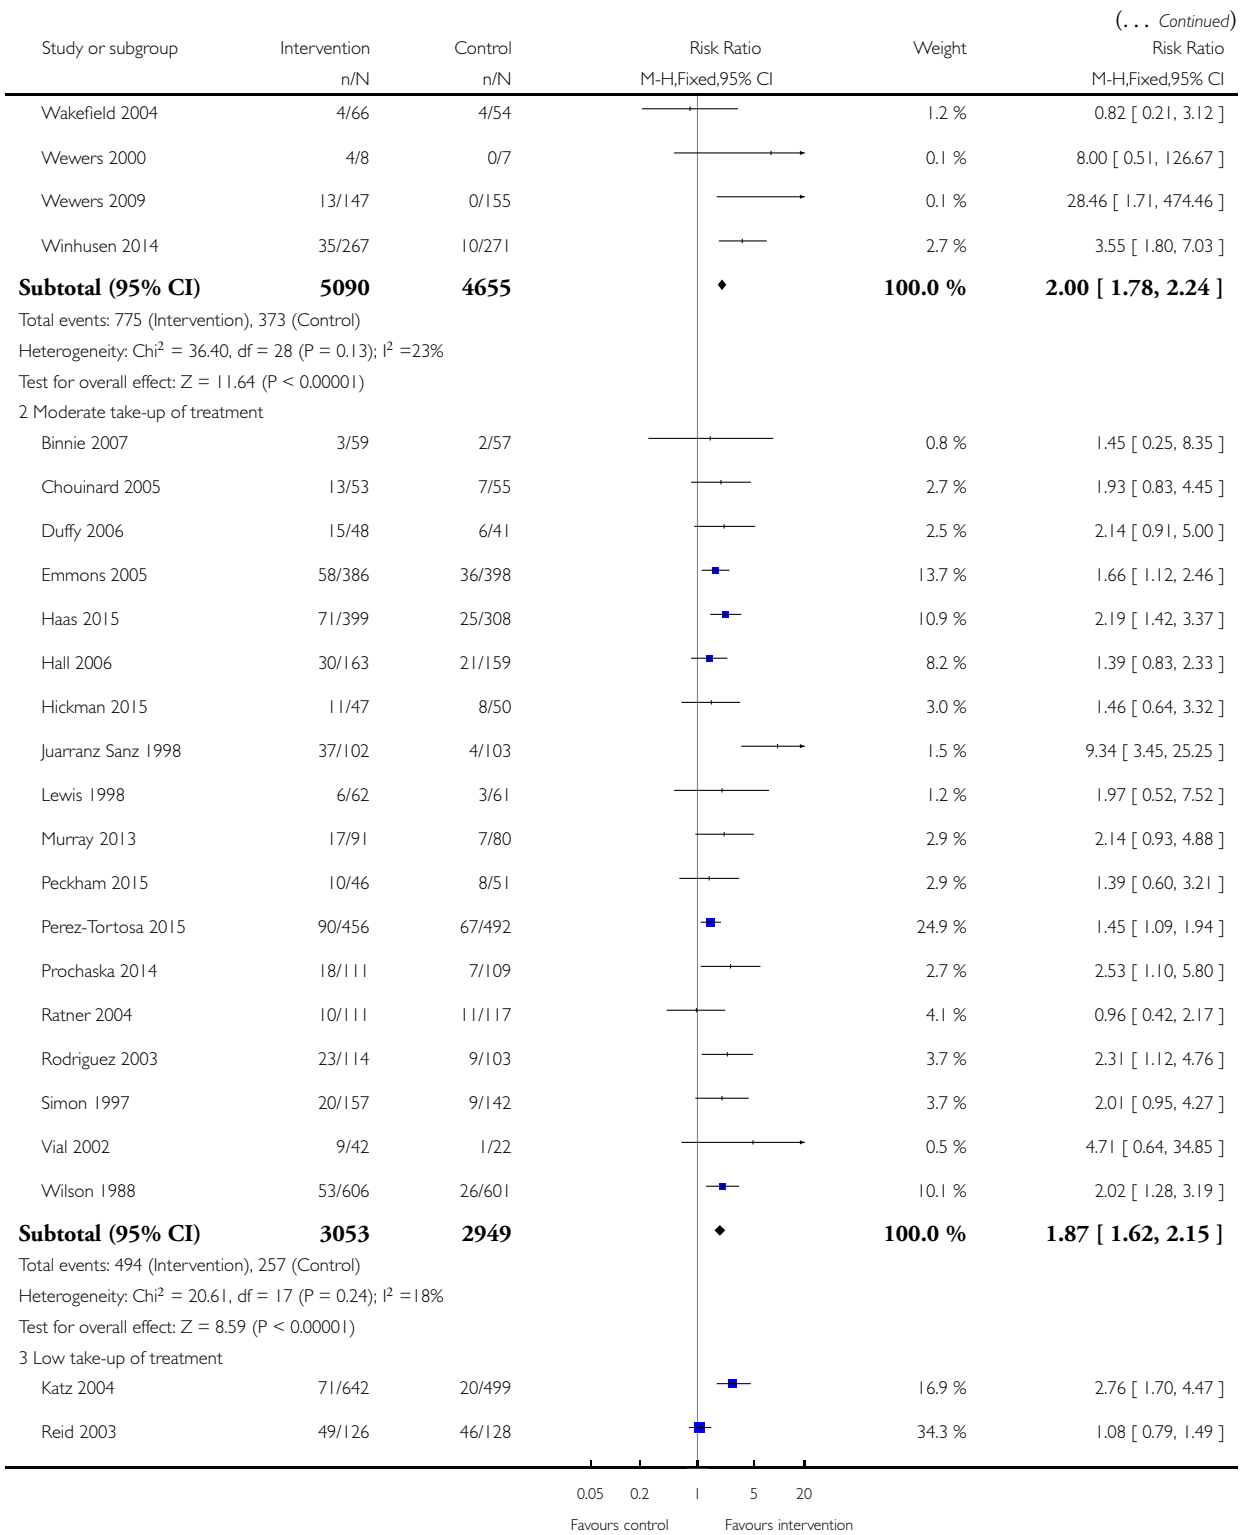 (... Continued)
Study or subgroup Intervention Control Risk Ratio Weight Risk Ratio
n/N n/N M-H,Fixed,95% CI M-H,Fixed,95% CI
Wakefield 2004 4/66 4/54 1.2 % 0.82 [ 0.21, 3.12 ]
Wewers 2000 4/8 0/7 0.1 % 8.00 [ 0.51, 126.67 ]
Wewers 2009 13/147 0/155 0.1 % 28.46 [ 1.71, 474.46 ]
Winhusen 2014 35/267 10/271 2.7 % 3.55 [ 1.80, 7.03 ]
Subtotal (95% CI) 5090 4655 100.0 % 2.00 [ 1.78, 2.24 ]
Total events: 775 (Intervention), 373 (Control)
Heterogeneity: Chi² = 36.40, df = 28 (P = 0.13); I² =23%
Test for overall effect: Z = 11.64 (P < 0.00001)
2 Moderate take-up of treatment
Binnie 2007 3/59 2/57 0.8 % 1.45 [ 0.25, 8.35 ]
Chouinard 2005 13/53 7/55 2.7 % 1.93 [ 0.83, 4.45 ]
Duffy 2006 15/48 6/41 2.5 % 2.14 [ 0.91, 5.00 ]
Emmons 2005 58/386 36/398 13.7 % 1.66 [ 1.12, 2.46 ]
Haas 2015 71/399 25/308 10.9 % 2.19 [ 1.42, 3.37 ]
Hall 2006 30/163 21/159 8.2 % 1.39 [ 0.83, 2.33 ]
Hickman 2015 11/47 8/50 3.0 % 1.46 [ 0.64, 3.32 ]
Juarranz Sanz 1998 37/102 4/103 1.5 % 9.34 [ 3.45, 25.25 ]
Lewis 1998 6/62 3/61 1.2 % 1.97 [ 0.52, 7.52 ]
Murray 2013 17/91 7/80 2.9 % 2.14 [ 0.93, 4.88 ]
Peckham 2015 10/46 8/51 2.9 % 1.39 [ 0.60, 3.21 ]
Perez-Tortosa 2015 90/456 67/492 24.9 % 1.45 [ 1.09, 1.94 ]
Prochaska 2014 18/111 7/109 2.7 % 2.53 [ 1.10, 5.80 ]
Ratner 2004 10/111 11/117 4.1 % 0.96 [ 0.42, 2.17 ]
Rodriguez 2003 23/114 9/103 3.7 % 2.31 [ 1.12, 4.76 ]
Simon 1997 20/157 9/142 3.7 % 2.01 [ 0.95, 4.27 ]
Vial 2002 9/42 1/22 0.5 % 4.71 [ 0.64, 34.85 ]
Wilson 1988 53/606 26/601 10.1 % 2.02 [ 1.28, 3.19 ]
Subtotal (95% CI) 3053 2949 100.0 % 1.87 [ 1.62, 2.15 ]
Total events: 494 (Intervention), 257 (Control)
Heterogeneity: Chi² = 20.61, df = 17 (P = 0.24); I² =18%
Test for overall effect: Z = 8.59 (P < 0.00001)
3 Low take-up of treatment
Katz 2004 71/642 20/499 16.9 % 2.76 [ 1.70, 4.47 ]
Reid 2003 49/126 46/128 34.3 % 1.08 [ 0.79, 1.49 ]
0.05 0.2 1 5 20
Favours control Favours intervention